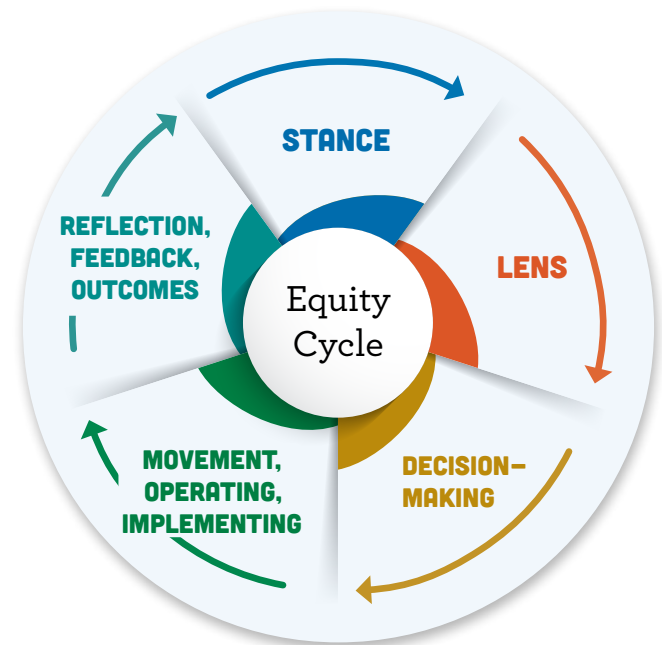 STANCE
LENS
DECISION-
MAKING
MOVEMENT,
OPERATING,
IMPLEMENTING
REFLECTION,
FEEDBACK,
OUTCOMES
Equity
Cycle